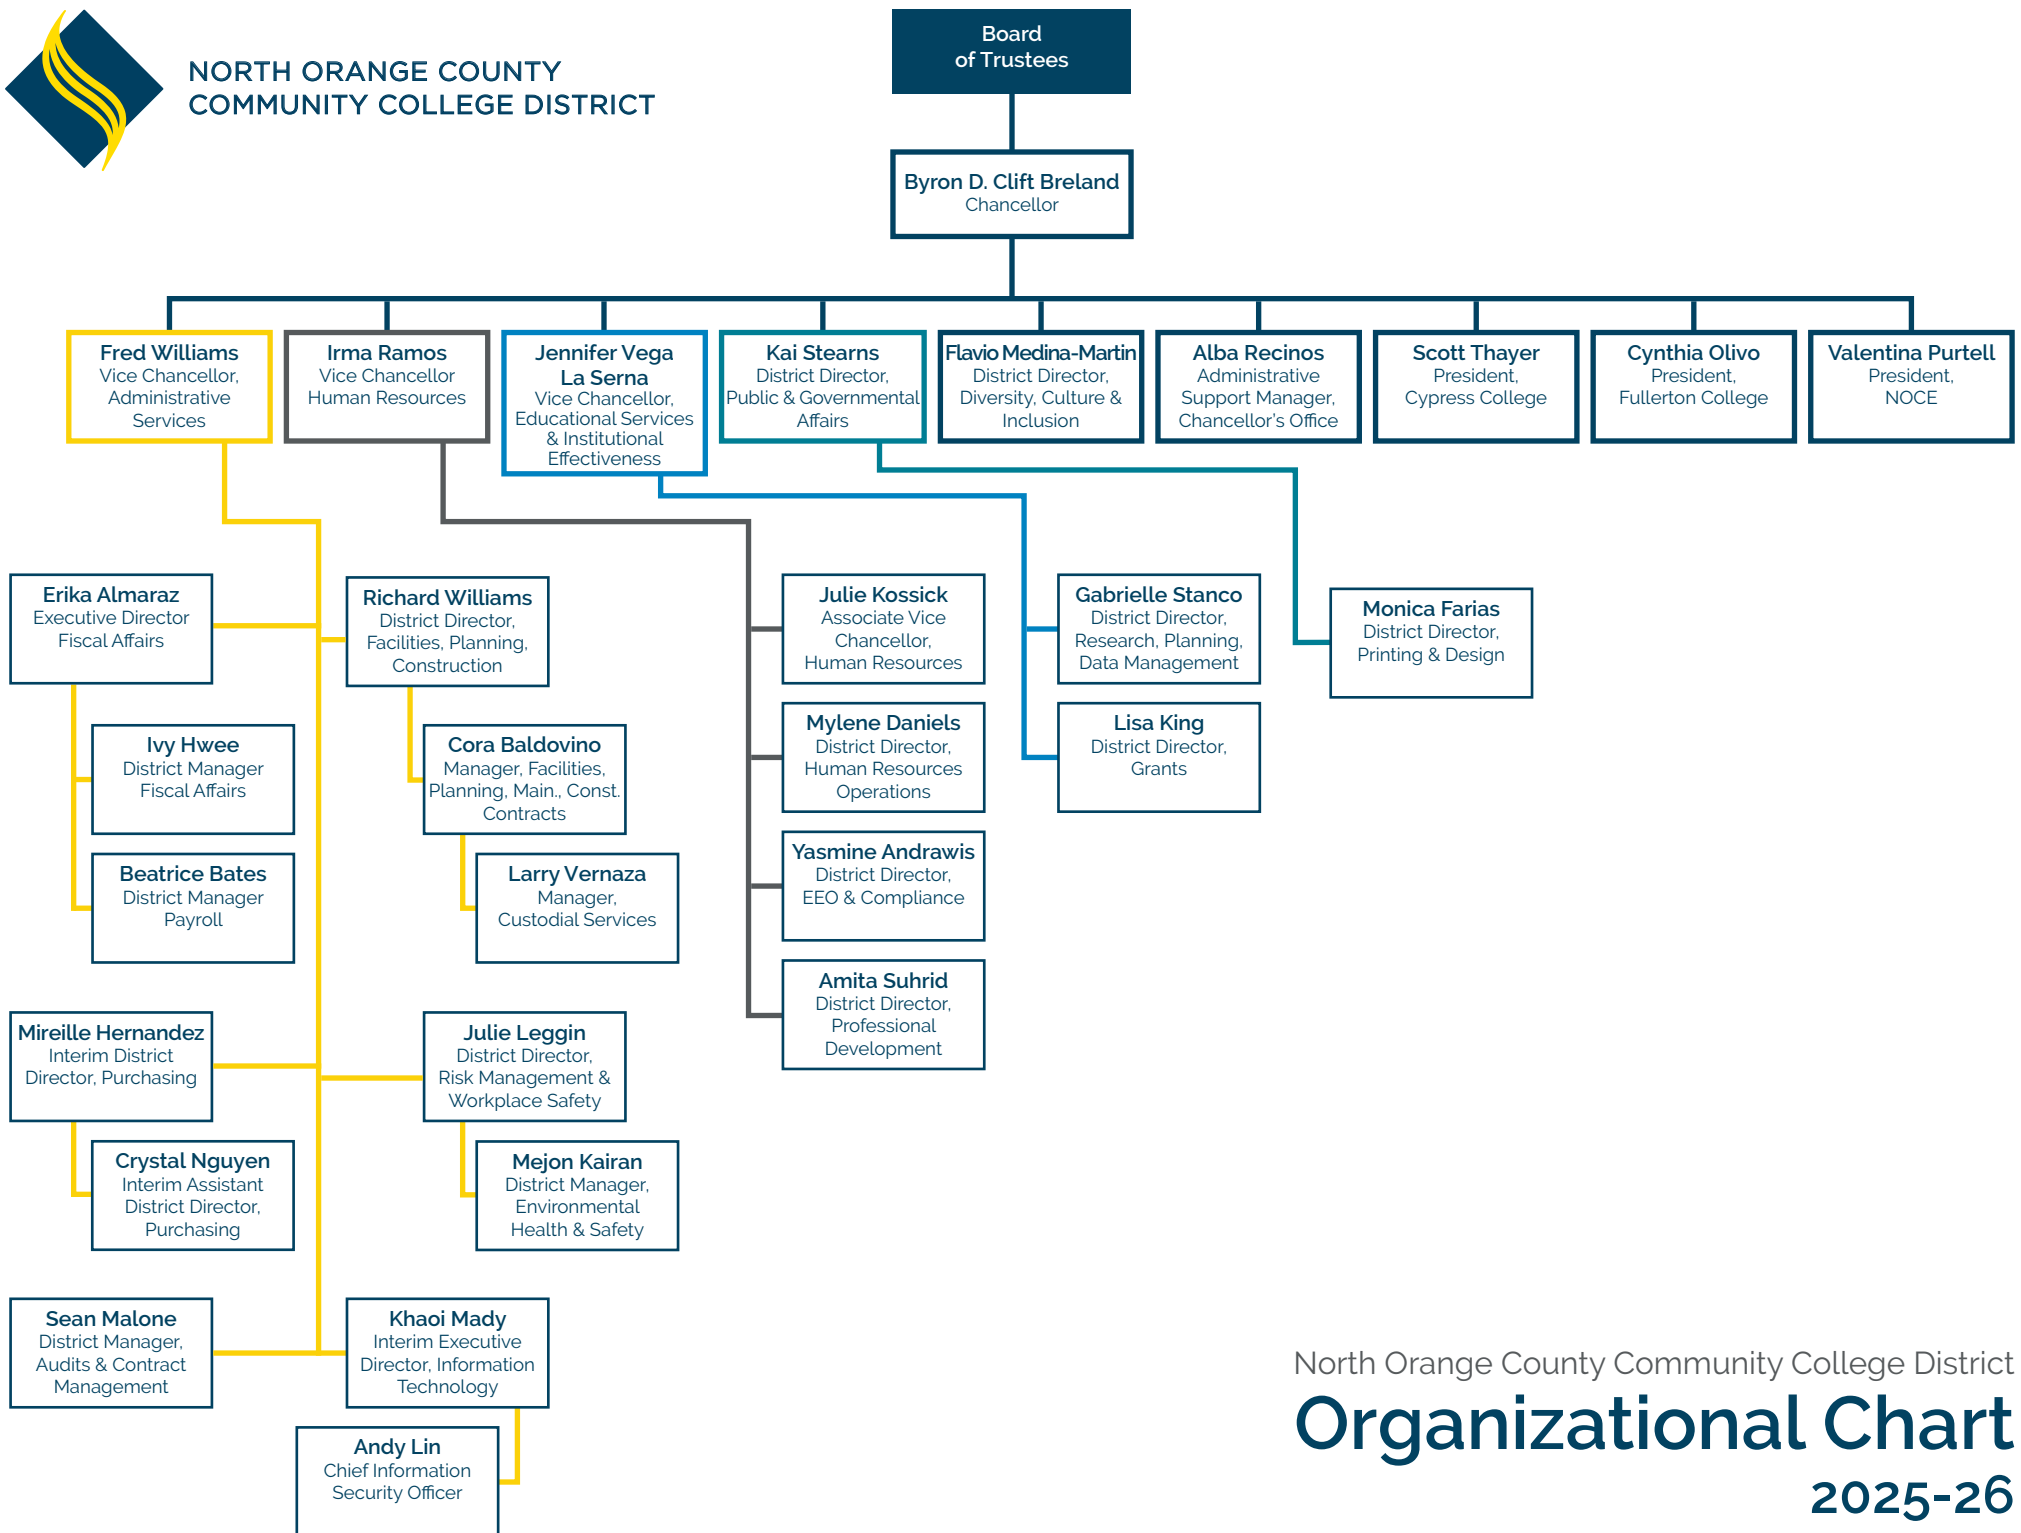 NORTH ORANGE COUNTY
COMMUNITY COLLEGE DISTRICT
Board
of Trustees
Byron D. Clift Breland
Chancellor
Fred Williams
Vice Chancellor,
Administrative
Services
Irma Ramos
Vice Chancellor
Human Resources
Jennifer Vega
La Serna
Vice Chancellor,
Educational Services
& Institutional
Effectiveness
Kai Stearns
District Director,
Public & Governmental
Affairs
Flavio Medina-Martin
District Director,
Diversity, Culture &
Inclusion
Alba Recinos
Administrative
Support Manager,
Chancellor's Office
Scott Thayer
President,
Cypress College
Cynthia Olivo
President,
Fullerton College
Valentina Purtell
President,
NOCE
Erika Almaraz
Executive Director
Fiscal Affairs
Richard Williams
District Director,
Facilities, Planning,
Construction
Julie Kossick
Associate Vice
Chancellor,
Human Resources
Gabrielle Stanco
District Director,
Research, Planning,
Data Management
Monica Farias
District Director,
Printing & Design
Ivy Hwee
District Manager
Fiscal Affairs
Cora Baldovino
Manager, Facilities,
Planning, Main., Const.
Contracts
Mylene Daniels
District Director,
Human Resources
Operations
Lisa King
District Director,
Grants
Beatrice Bates
District Manager
Payroll
Larry Vernaza
Manager,
Custodial Services
Yasmine Andrawis
District Director,
EEO & Compliance
Amita Suhrid
District Director,
Professional
Development
Mireille Hernandez
Interim District
Director, Purchasing
Julie Leggin
District Director,
Risk Management &
Workplace Safety
Crystal Nguyen
Interim Assistant
District Director,
Purchasing
Mejon Kairan
District Manager,
Environmental
Health & Safety
Sean Malone
District Manager,
Audits & Contract
Management
Khaoi Mady
Interim Executive
Director, Information
Technology
Andy Lin
Chief Information
Security Officer
North Orange County Community College District
Organizational Chart
2025-26